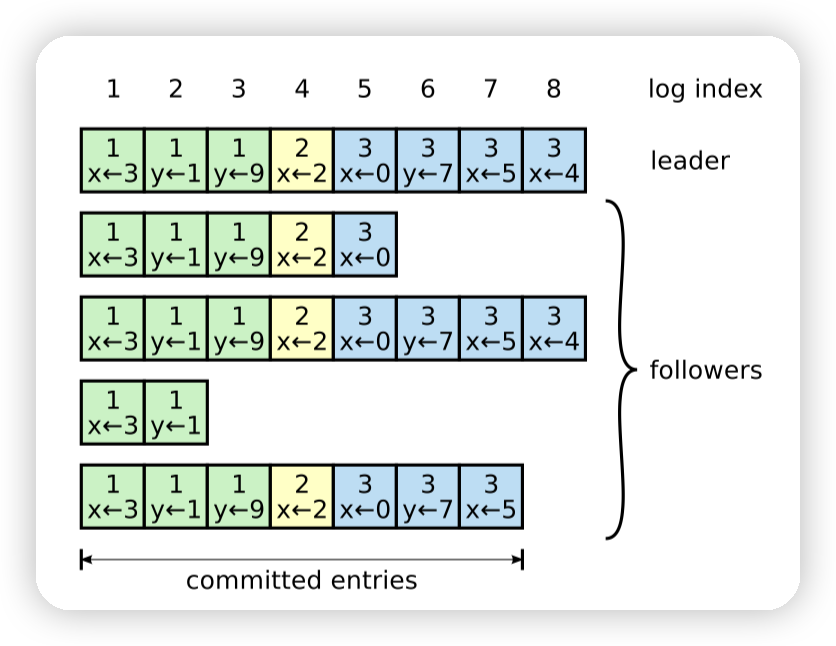 1 2 3 4 5 6 7 8 log index
1 1 1 2 3 3 3 3
x←3 y←1 y←9 x←2 x←0 y←7 x←5 x←4
leader
1 1 1 2 3
x←3 y←1 y←9 x←2 x←0
1 1 1 2 3 3 3 3
x←3 y←1 y←9 x←2 x←0 y←7 x←5 x←4
followers
1 1
x←3 y←1
1 1 1 2 3 3 3
x←3 y←1 y←9 x←2 x←0 y←7 x←5
committed entries